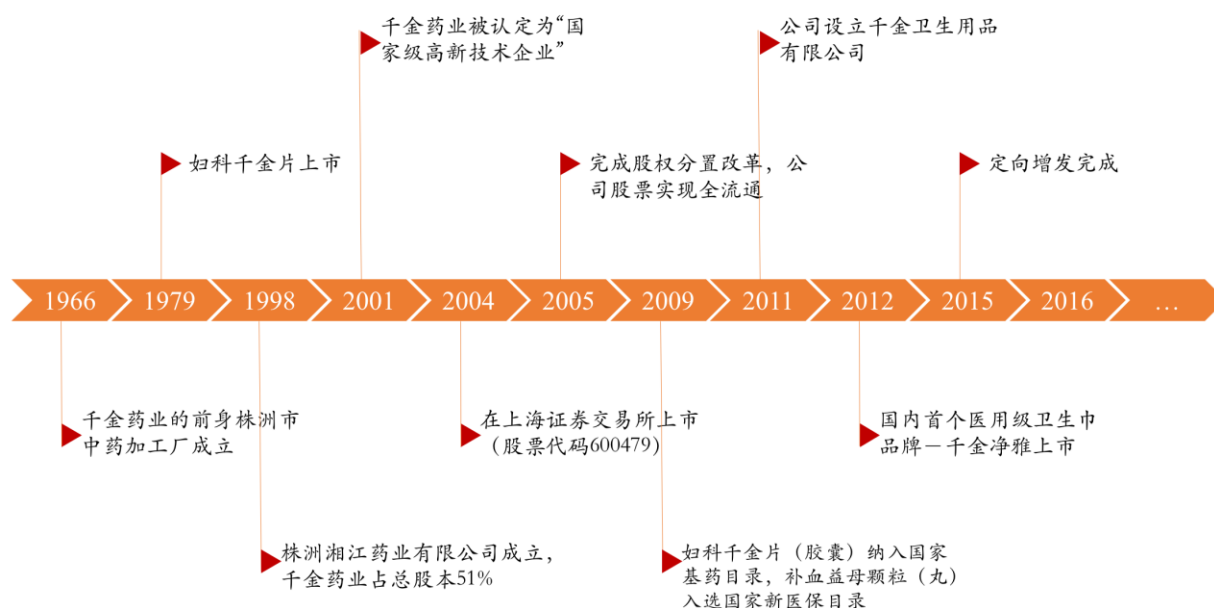 千金药业被认定为“国
家级高新技术企业”
公司设立千金卫生用品
有限公司
妇科千金片上市
完成股权分置改革，公
司股票实现全流通
定向增发完成
1966
1979
1998
2001
2004
2005
2009
2011
2012
2015
2016
…
千金药业的前身株洲市
中药加工厂成立
在上海证券交易所上市
（股票代码600479）
国内首个医用级卫生巾
品牌－千金净雅上市
株洲湘江药业有限公司成立，
千金药业占总股本51%
妇科千金片（胶囊）纳入国家
基药目录，补血益母颗粒（丸）
入选国家新医保目录